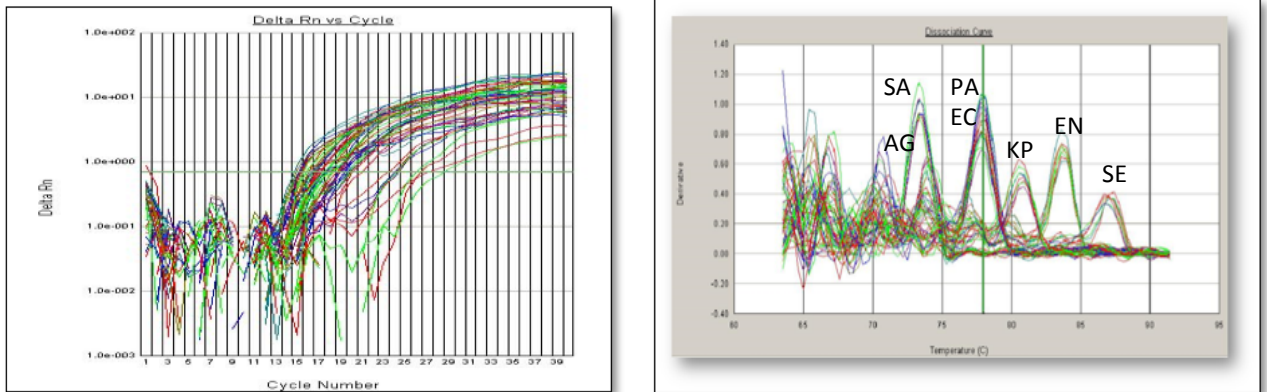 Delta Rn vs Cycle
1.0e+002
1.0e+001
1.0e+000
1.0e-001
1.0e-002
1.0e-003
Delta Rn
1 3 5 7 9 11 13 15 17 19 21 23 25 27 29 31 33 35 37 39
Cycle Number
Dissociation Curve
1.40
1.20
1.00
0.80
0.60
0.40
0.20
0.00
-0.20
-0.40
Derivative
SA
AG
PA
EC
KP
EN
SE
60 65 70 75 80 85 90 95
Temperature (C)